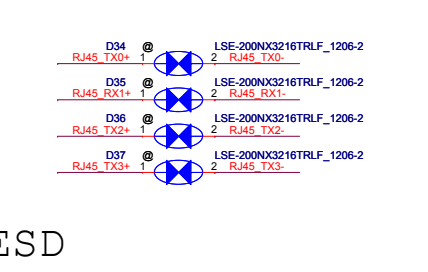 D34 @ LSE-200NX3216TRLF_1206-2
RJ45_TX0+ 1 2 RJ45_TX0-
D35 @ LSE-200NX3216TRLF_1206-2
RJ45_RX1+ 1 2 RJ45_RX1-
D36 @ LSE-200NX3216TRLF_1206-2
RJ45_TX2+ 1 2 RJ45_TX2-
D37 @ LSE-200NX3216TRLF_1206-2
RJ45_TX3+ 1 2 RJ45_TX3-
ESD